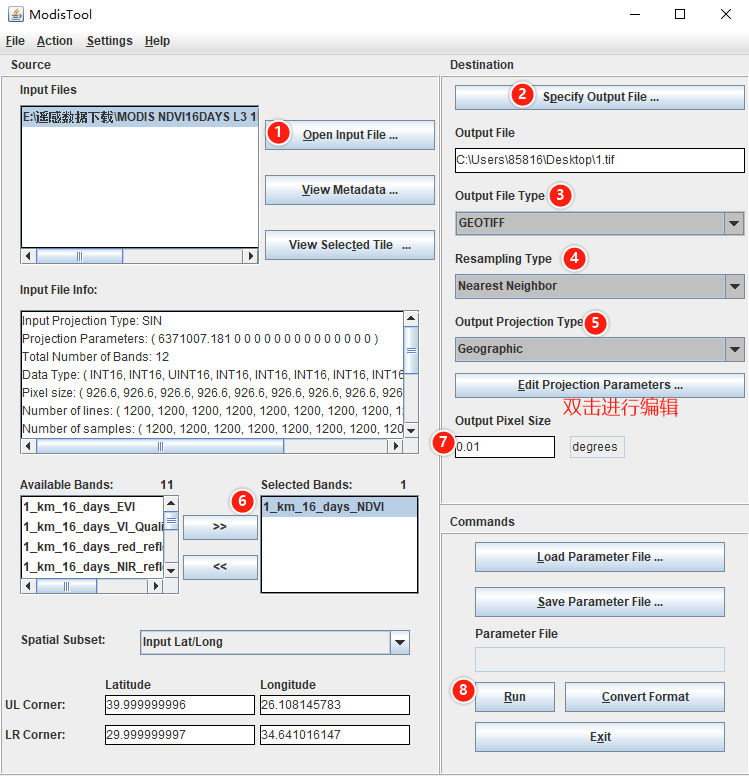 ModisTool
File Action Settings Help
Source
Input Files
E:\遥感数据下载\MODIS NDVI16DAYS L3 1
1
Open Input File ...
View Metadata ...
View Selected Tile ...
Input File Info:
Input Projection Type: SIN
Projection Parameters: ( 6371007.181 0 0 0 0 0 0 0 0 0 0 0 0 0 0 )
Total Number of Bands: 12
Data Type: ( INT16, INT16, UINT16, INT16, INT16, INT16, INT16, INT16
Pixel size: ( 926.6, 926.6, 926.6, 926.6, 926.6, 926.6, 926.6, 926.6, 926
Number of lines: ( 1200, 1200, 1200, 1200, 1200, 1200, 1200, 1200, 1
Number of samples: ( 1200, 1200, 1200, 1200, 1200, 1200, 1200, 1200,
Available Bands: 11
1_km_16_days_EVI
1_km_16_days_VI_Quali
1_km_16_days_red_refle
1_km_16_days_NIR_refl
6
>>
<<
Selected Bands: 1
1_km_16_days_NDVI
Spatial Subset:
Input Lat/Long
Latitude Longitude
UL Corner: 39.999999996 26.108145783
LR Corner: 29.999999997 34.641016147
Destination
2
Specify Output File ...
Output File
C:\Users\85816\Desktop\1.tif
Output File Type 3
GEOTIFF
Resampling Type 4
Nearest Neighbor
Output Projection Type 5
Geographic
Edit Projection Parameters ...
双击进行编辑
Output Pixel Size
7
0.01 degrees
Commands
Load Parameter File ...
Save Parameter File ...
Parameter File
8
Run
Convert Format
Exit